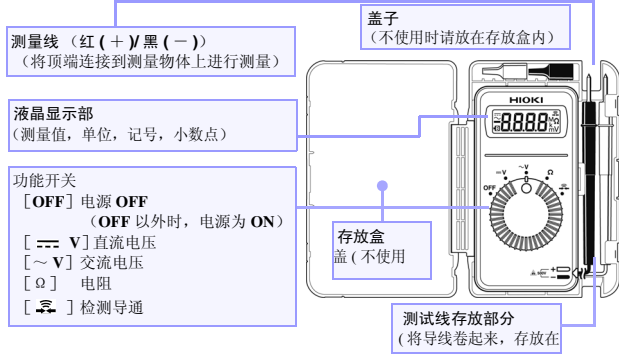 测量线 （红 (＋)/ 黑 (－)）
（将顶端连接到测量物体上进行测量）
盖子
（不使用时请放在存放盒内）
液晶显示部
（测量值，单位，记号，小数点）
功能开关
［OFF］电源 OFF
（OFF 以外时，电源为 ON）
［⎓ V］直流电压
［～ V］交流电压
［Ω］ 电阻
［ ］检测导通
存放盒
盖 ( 不使用
测试线存放部分
( 将导线卷起来，存放在
HIOKI
8.8.8.8
OFF
V
～V
Ω